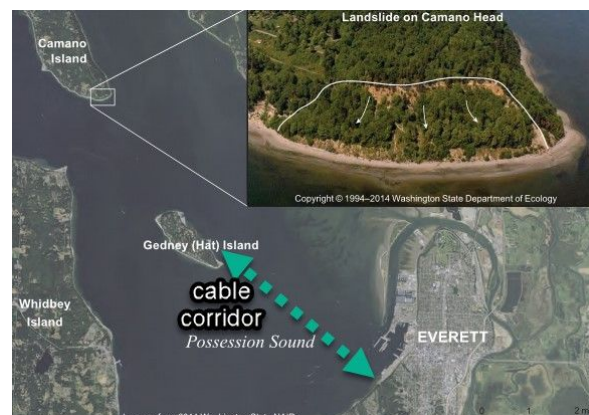 Landslide on Camano Head
Camano
Island
Copyright © 1994–2014 Washington State Department of Ecology
Gedney (Hat) Island
cable
corridor
Whidbey
Island
Possession Sound
EVERETT
1
2 m